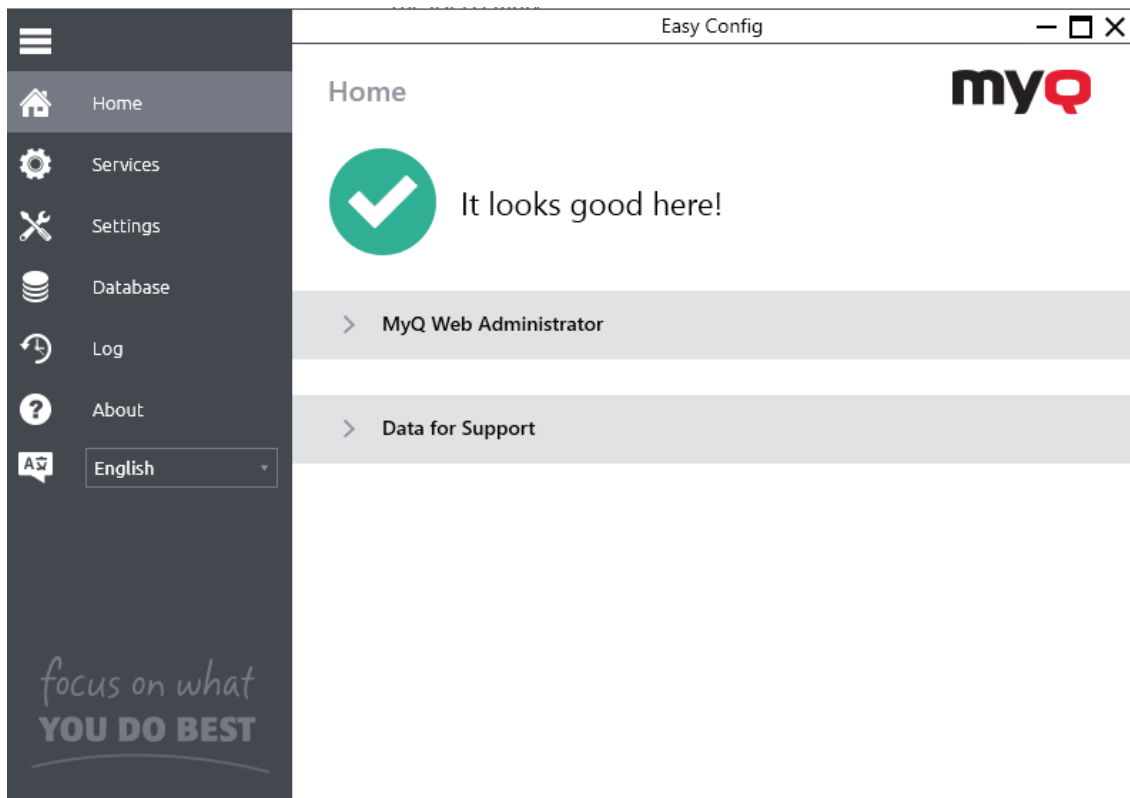 Easy Config
Home
Services
Settings
Database
Log
About
English
focus on what
YOU DO BEST
Home
myQ
It looks good here!
MyQ Web Administrator
Data for Support